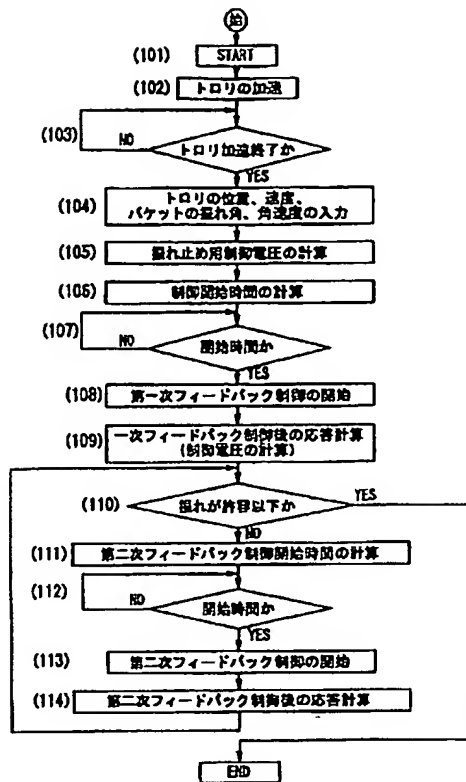 始
(101) START
(102) トロリの加速
(103)
トロリ加速終了か
NO
YES
(104) トロリの位置、速度、
バケットの振れ角、角速度の入力
(105) 振れ止め用制御電圧の計算
(106) 制御開始時間の計算
(107)
NO
開始時間か
YES
(108) 第一次フィードバック制御の開始
(109) 一次フィードバック制御後の応答計算
(制御電圧の計算)
(110) 振れが許容以下か YES
NO
(111) 第二次フィードバック制御開始時間の計算
(112)
NO
開始時間か
YES
(113) 第二次フィードバック制御の開始
(114) 第二次フィードバック制御後の応答計算
END